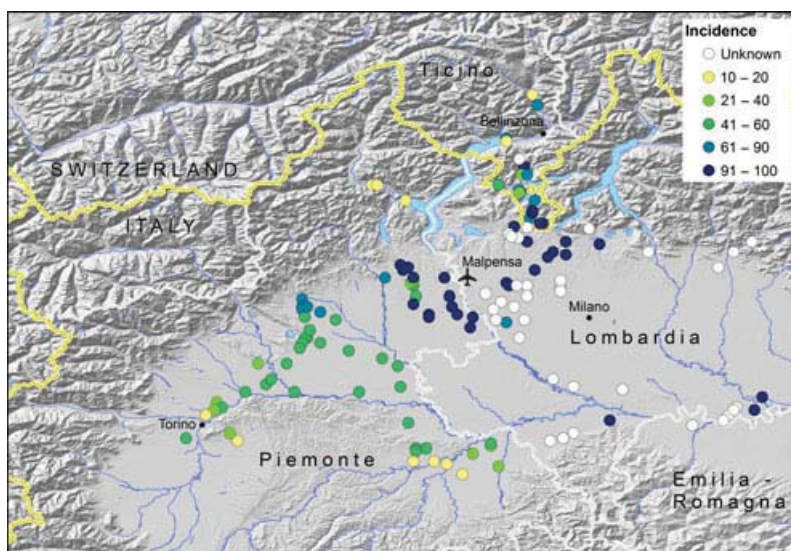 Incidence
Unknown
10 – 20
21 – 40
41 – 60
61 – 90
91 – 100
Ticino
Bellinzona
SWITZERLAND
ITALY
Malpensa
Milano
Lombardia
Torino
Piemonte
Emilia -
Romagna